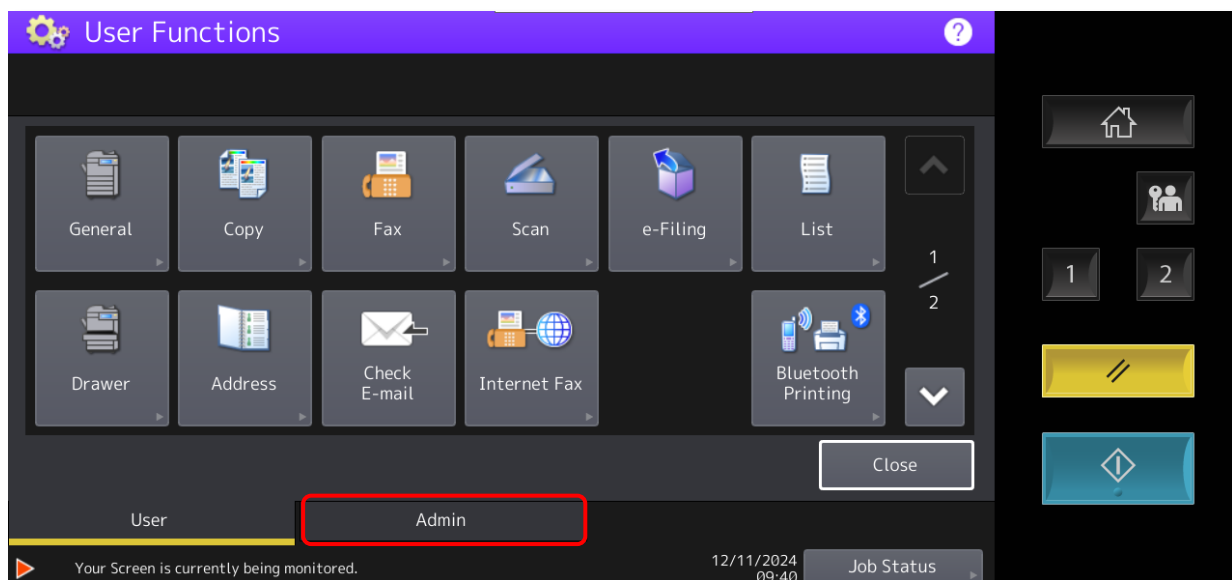 User Functions
?
General
Copy
Fax
Scan
e-Filing
List
1
2
Drawer
Address
Check
E-mail
Internet Fax
Bluetooth
Printing
Close
User
Admin
Your Screen is currently being monitored.
12/11/2024
09:40
Job Status
1
2